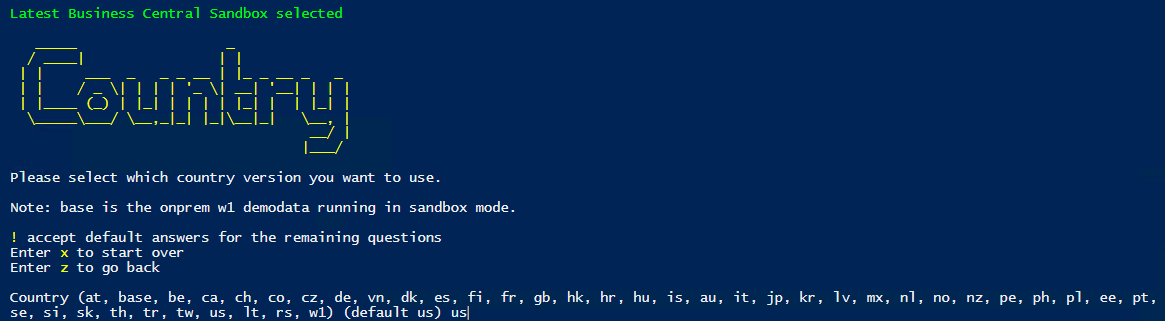 Latest Business Central Sandbox selected
Country
Please select which country version you want to use.
Note: base is the onprem w1 demodata running in sandbox mode.
! accept default answers for the remaining questions
Enter x to start over
Enter z to go back
Country (at, base, be, ca, ch, co, cz, de, vn, dk, es, fi, fr, gb, hk, hr, hu, is, au, it, jp, kr, lv, mx, nl, no, nz, pe, ph, pl, ee, pt,
se, si, sk, th, tr, tw, us, lt, rs, w1) (default us) us